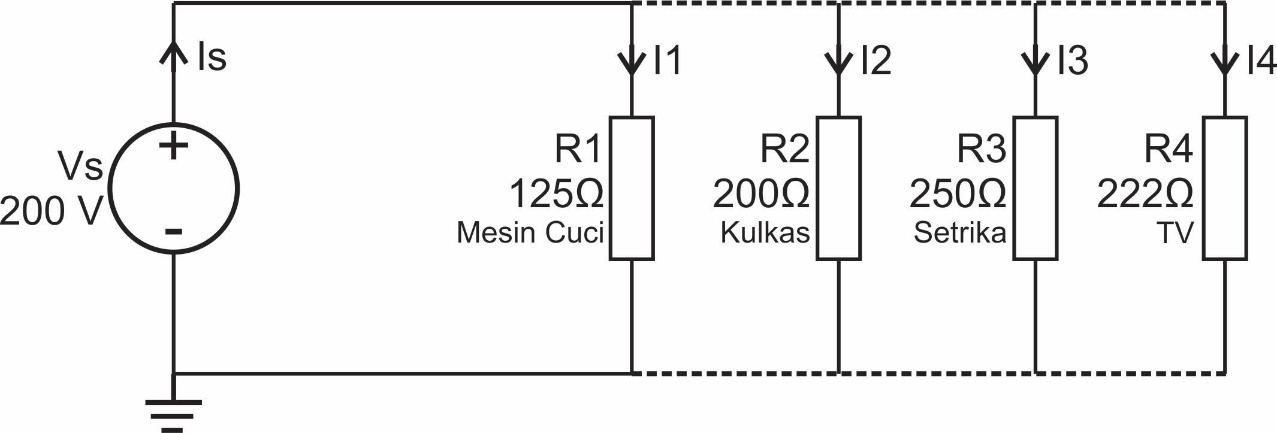 Is
I1
I2
I3
I4
+
Vs
200 V
-
R1
125Ω
Mesin Cuci
R2
200Ω
Kulkas
R3
250Ω
Setrika
R4
222Ω
TV